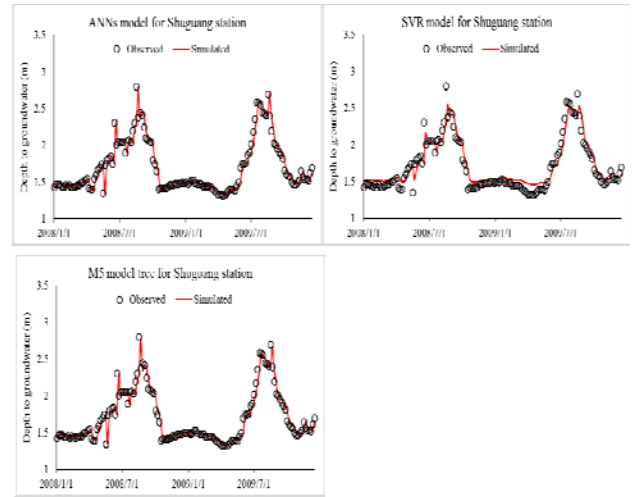 ANNs model for Shuguang station
3.5
Observed
Simulated
3
2.5
2
1.5
1
Depth to groundwater (m)
2008/1/1
2008/7/1
2009/1/1
2009/7/1
SVR model for Shuguang station
3.5
Observed
Simulated
3
2.5
2
1.5
1
Depth to groundwater (m)
2008/1/1
2008/7/1
2009/1/1
2009/7/1
M5 model tree for Shuguang station
3.5
Observed
Simulated
3
2.5
2
1.5
1
Depth to groundwater (m)
2008/1/1
2008/7/1
2009/1/1
2009/7/1